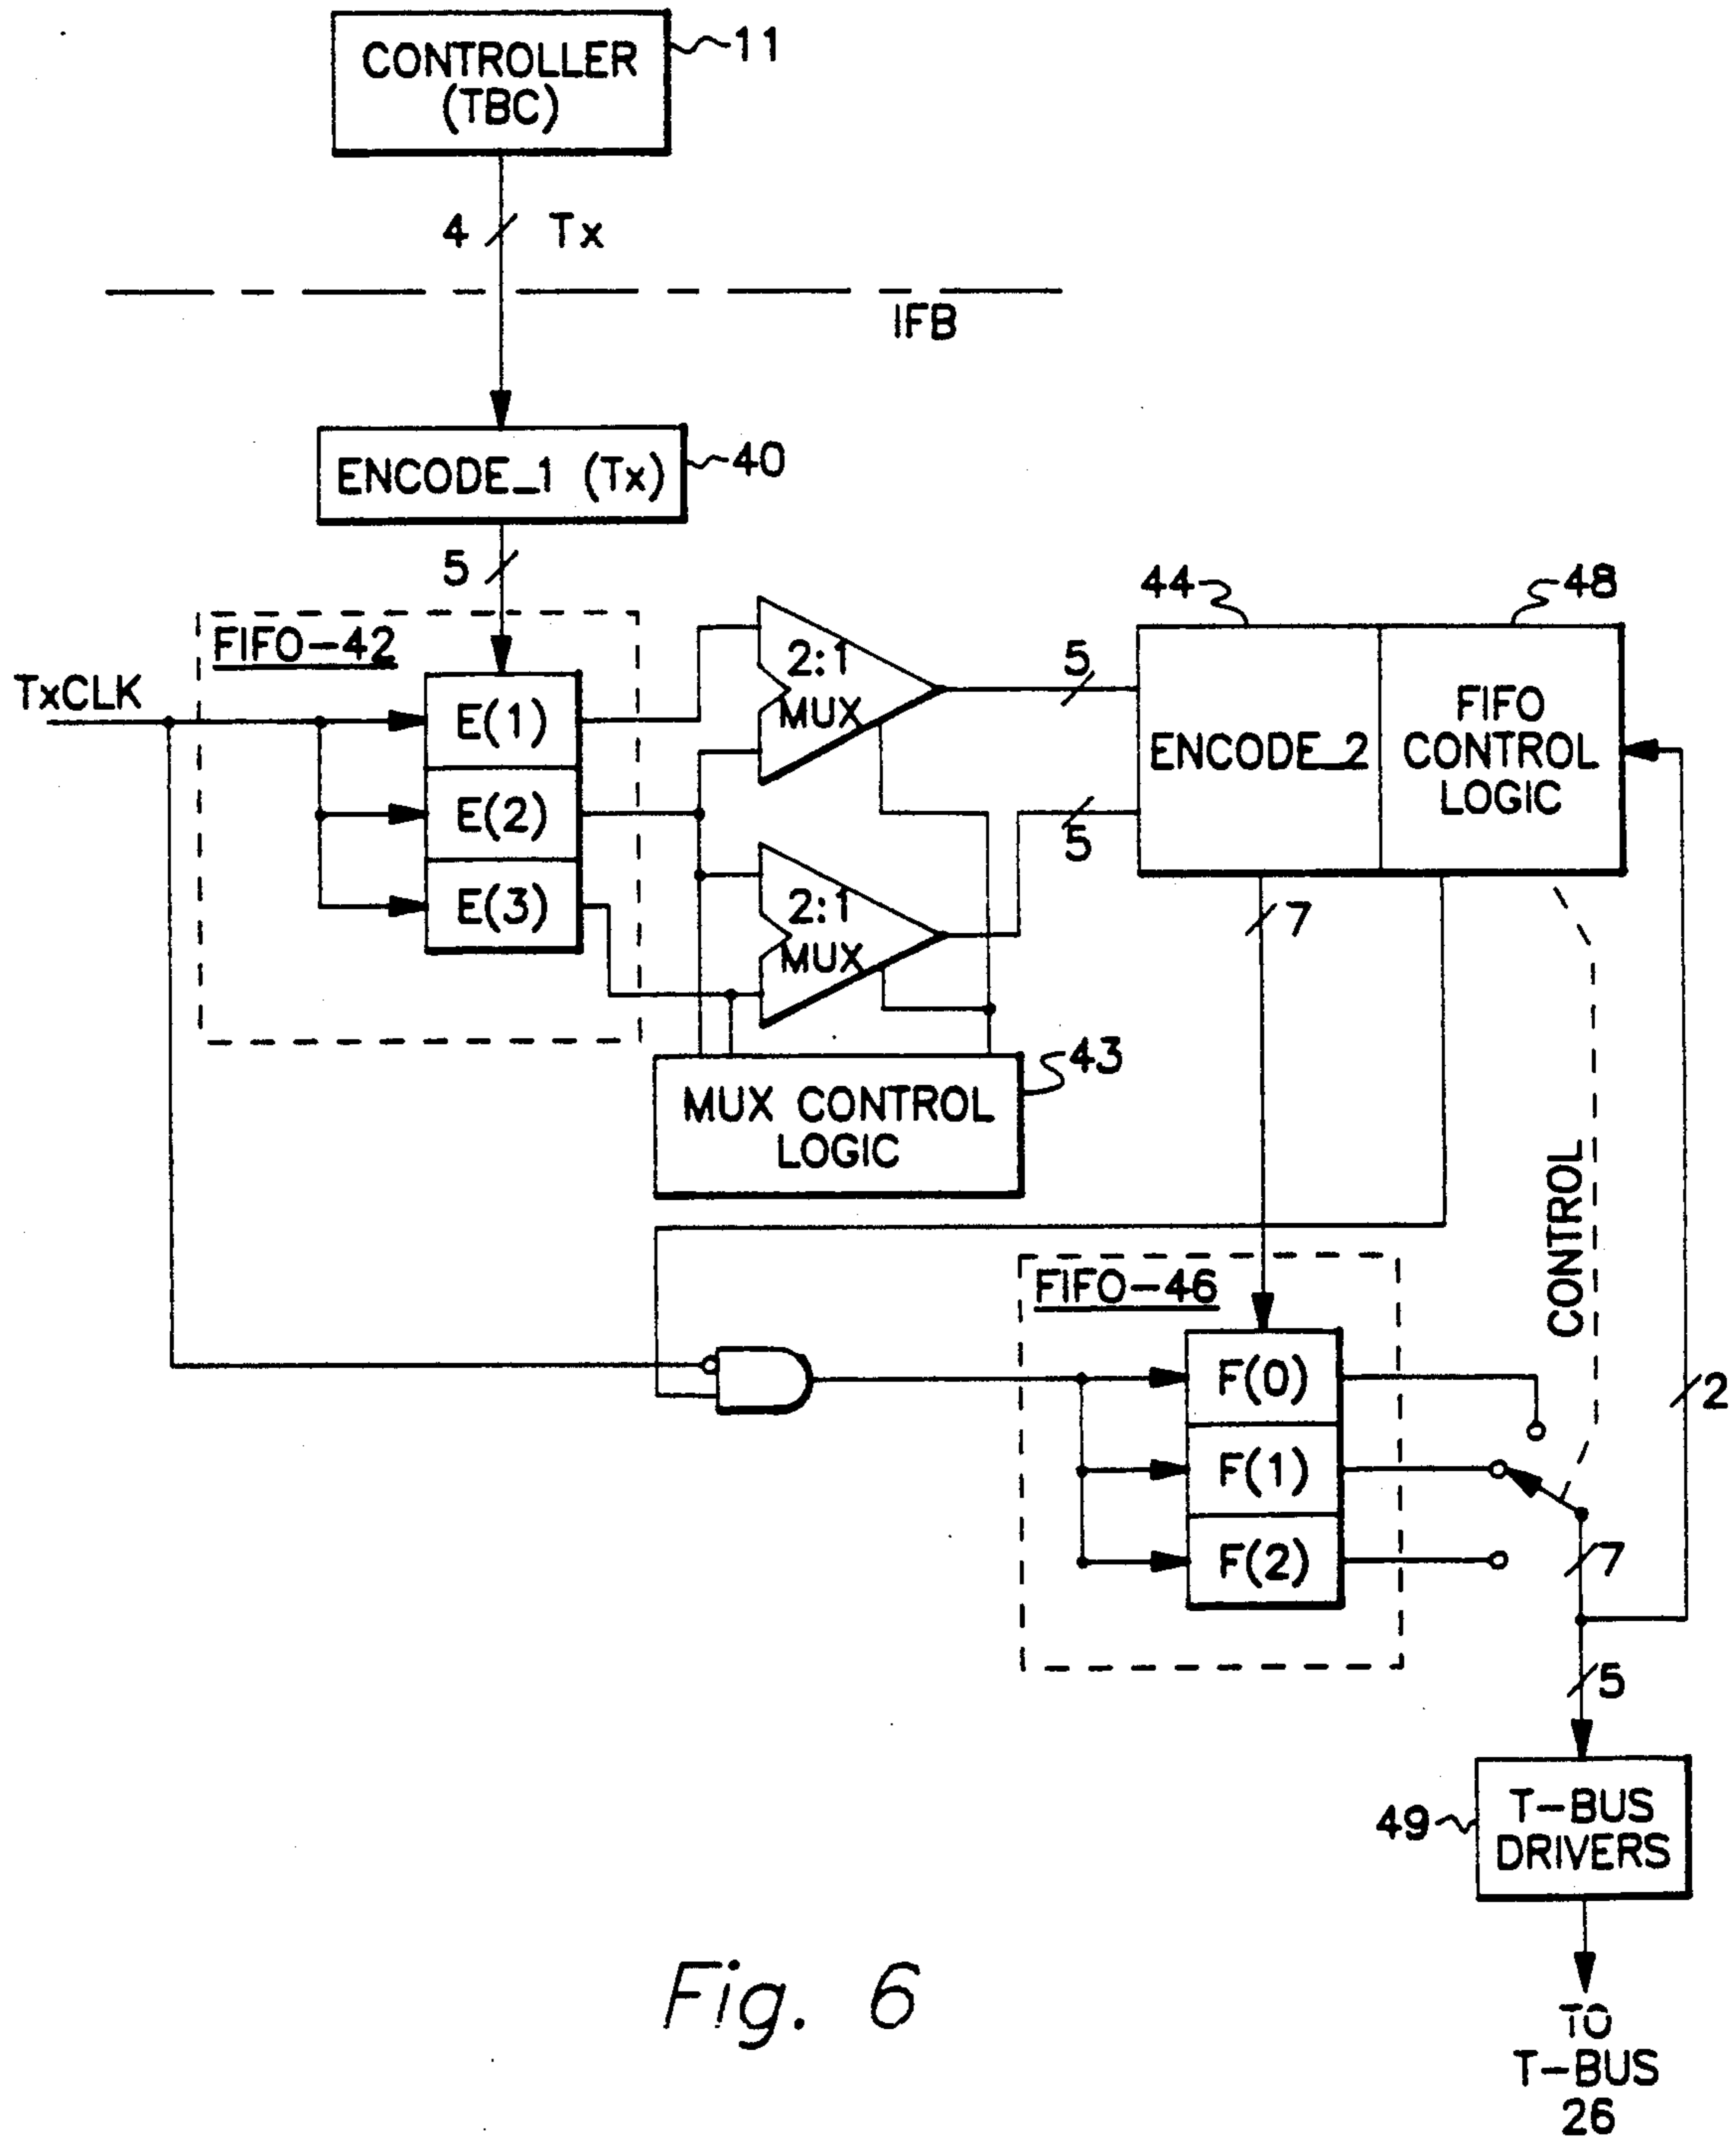 CONTROLLER
(TBC)
11
4
Tx
IFB
ENCODE_1 (Tx)
40
5
FIFO-42
TxCLK
E(1)
E(2)
E(3)
2:1
MUX
2:1
MUX
5
5
44
48
ENCODE_2
FIFO
CONTROL
LOGIC
7
MUX CONTROL
LOGIC
43
CONTROL
2
FIFO-46
F(0)
F(1)
F(2)
7
5
49
T-BUS
DRIVERS
TO
T-BUS
26
Fig. 6